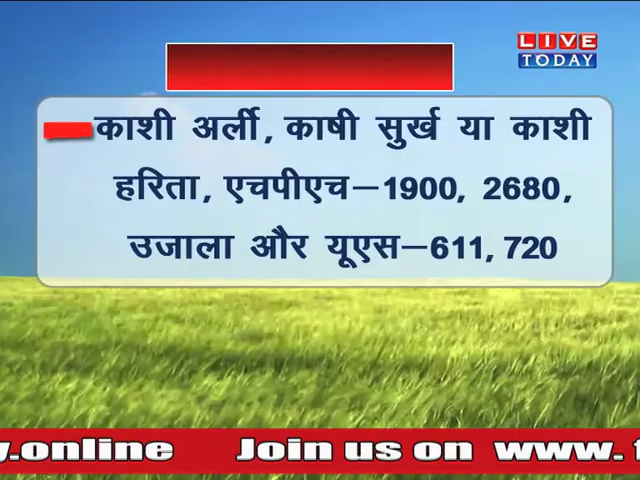 LIVE
TODAY
काशी अर्ली, काषी सुर्ख या काशी
हरिता, एचपीएच–1900, 2680,
उजाला और यूएस–611, 720
y.online Join us on www.